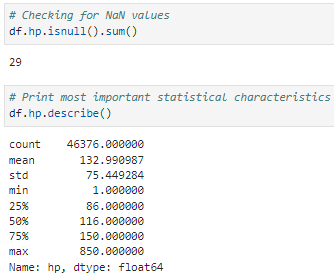 # Checking for NaN values
df.hp.isnull().sum()
29
# Print most important statistical characteristics
df.hp.describe()
count    46376.000000
mean       132.990987
std         75.449284
min          1.000000
25%         86.000000
50%        116.000000
75%        150.000000
max        850.000000
Name: hp, dtype: float64